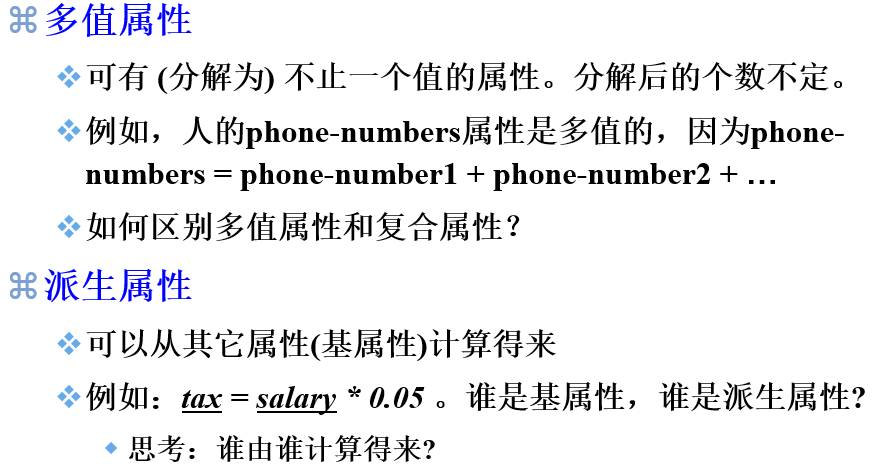 ⌘多值属性
❖可有 (分解为) 不止一个值的属性。分解后的个数不定。
❖例如，人的phone-numbers属性是多值的，因为phone-
numbers = phone-number1 + phone-number2 + …
❖如何区别多值属性和复合属性？
⌘派生属性
❖可以从其它属性(基属性)计算得来
❖例如：tax = salary * 0.05 。谁是基属性，谁是派生属性?
◆思考：谁由谁计算得来?